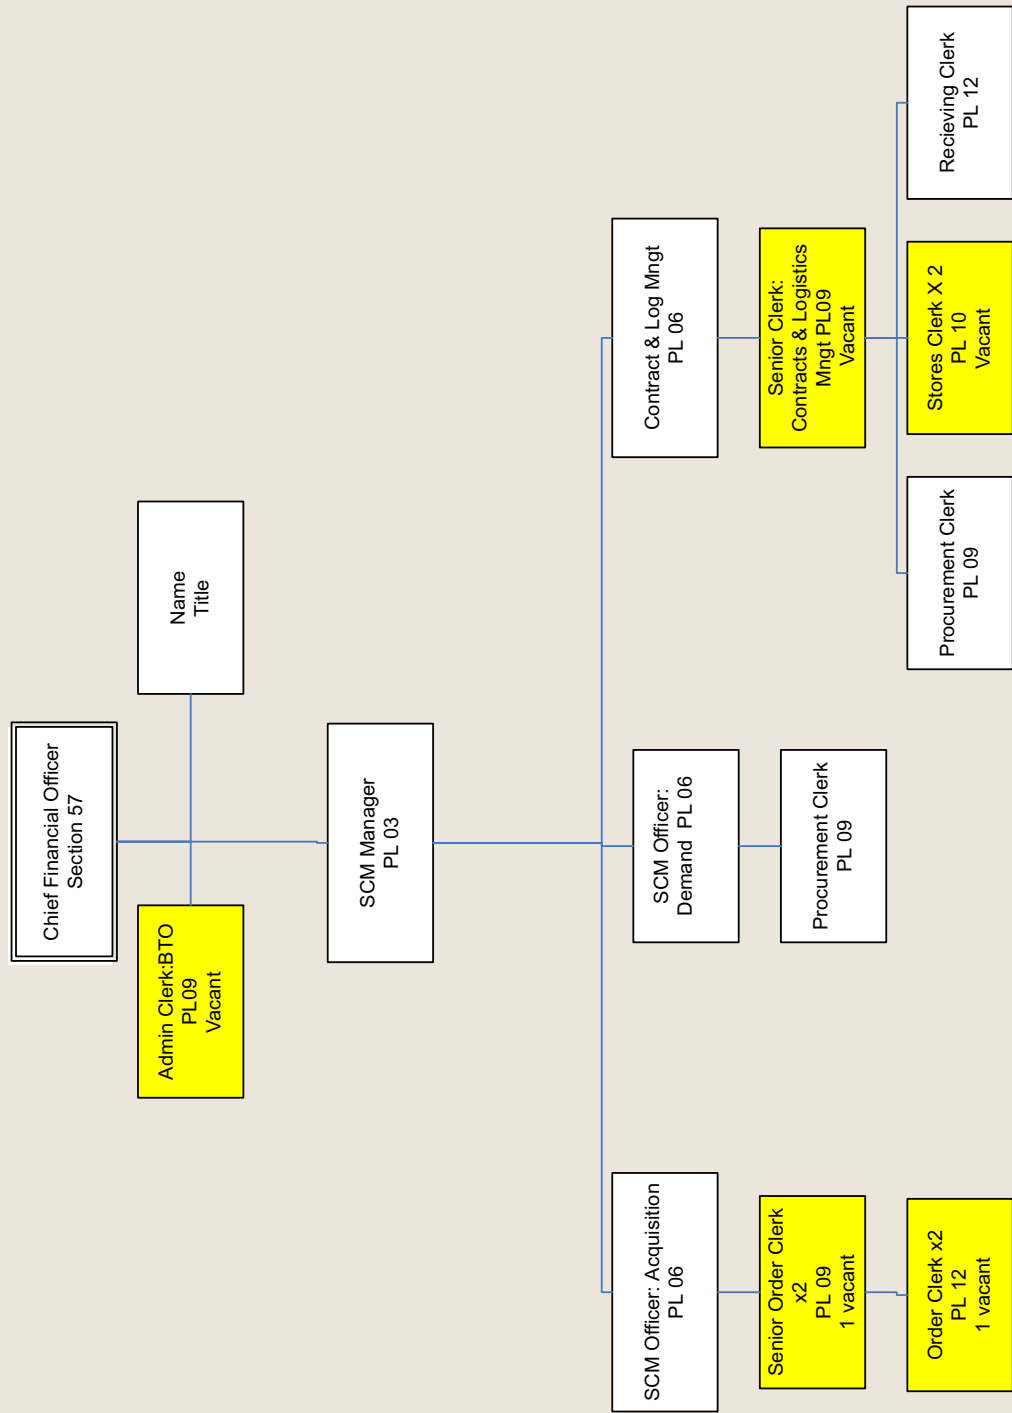 Chief Financial Officer
Section 57
Admin Clerk:BTO
PL09
Vacant
Name
Title
SCM Manager
PL 03
SCM Officer: Acquisition
PL 06
SCM Officer:
Demand  PL 06
Contract & Log Mngt
PL 06
Senior Order Clerk
x2
PL 09
1 vacant
Procurement Clerk
PL 09
Senior Clerk:
Contracts & Logistics
Mngt PL09
Vacant
Order Clerk x2
PL 12
1 vacant
Procurement Clerk
PL 09
Stores Clerk X 2
PL 10
Vacant
Recieving Clerk
PL 12